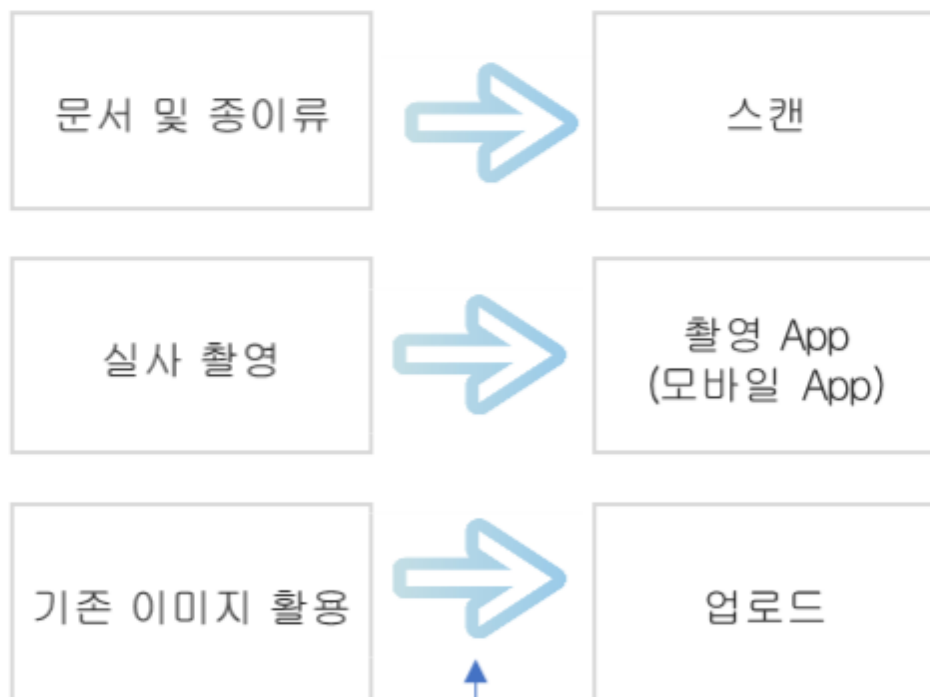 문서 및 종이류
스캔
실사 촬영
촬영 App
(모바일 App)
기존 이미지 활용
업로드